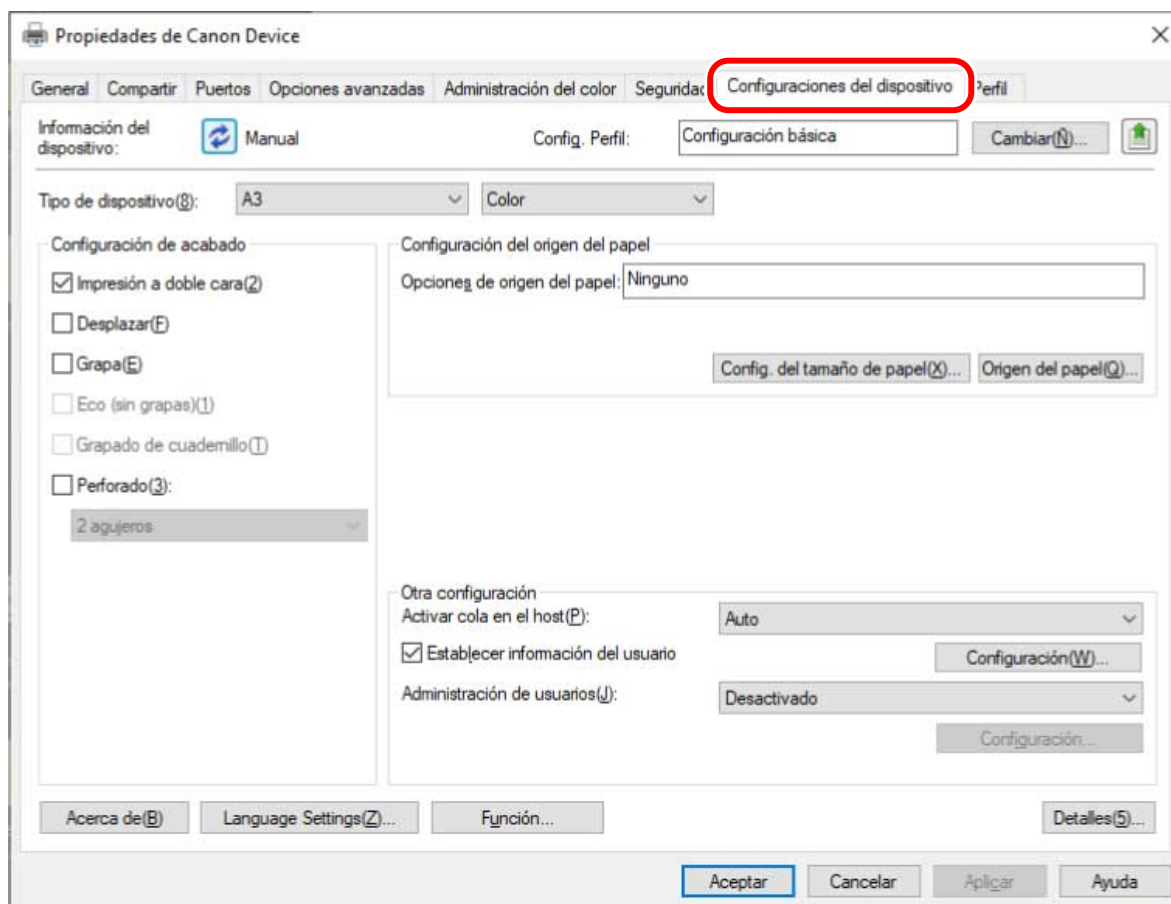 Propiedades de Canon Device
General Compartir Puertos Opciones avanzadas Administración del color Seguridad Configuraciones del dispositivo Perfil
Información del
dispositivo:
Manual
Config. Perfil:
Configuración básica
Cambiar(Ñ)...
Tipo de dispositivo(8):
A3
Color
Configuración de acabado
Impresión a doble cara(2)
Desplazar(F)
Grapa(E)
Eco (sin grapas)(1)
Grapado de cuadernillo(T)
Perforado(3):
2 agujeros
Configuración del origen del papel
Opciones de origen del papel:
Ninguno
Config. del tamaño de papel(X)...
Origen del papel(Q)...
Otra configuración
Activar cola en el host(P):
Auto
Establecer información del usuario
Configuración(W)...
Administración de usuarios(J):
Desactivado
Configuración...
Acerca de(B)
Language Settings(Z)...
Función...
Detalles(5)...
Aceptar
Cancelar
Aplicar
Ayuda